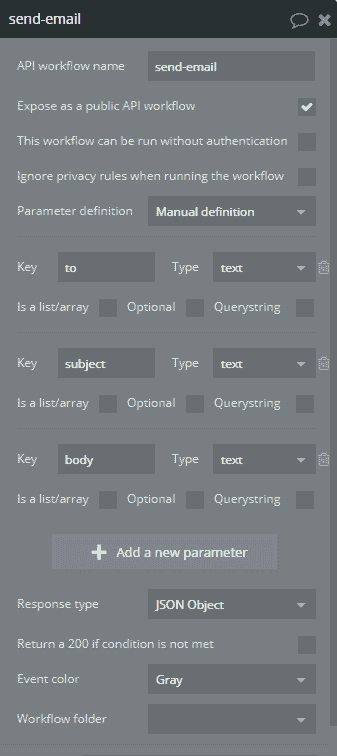 send-email
API workflow name send-email
Expose as a public API workflow
This workflow can be run without authentication
Ignore privacy rules when running the workflow
Parameter definition Manual definition
Key to Type text
Is a list/array Optional Querystring
Key subject Type text
Is a list/array Optional Querystring
Key body Type text
Is a list/array Optional Querystring
+ Add a new parameter
Response type JSON Object
Return a 200 if condition is not met
Event color Gray
Workflow folder